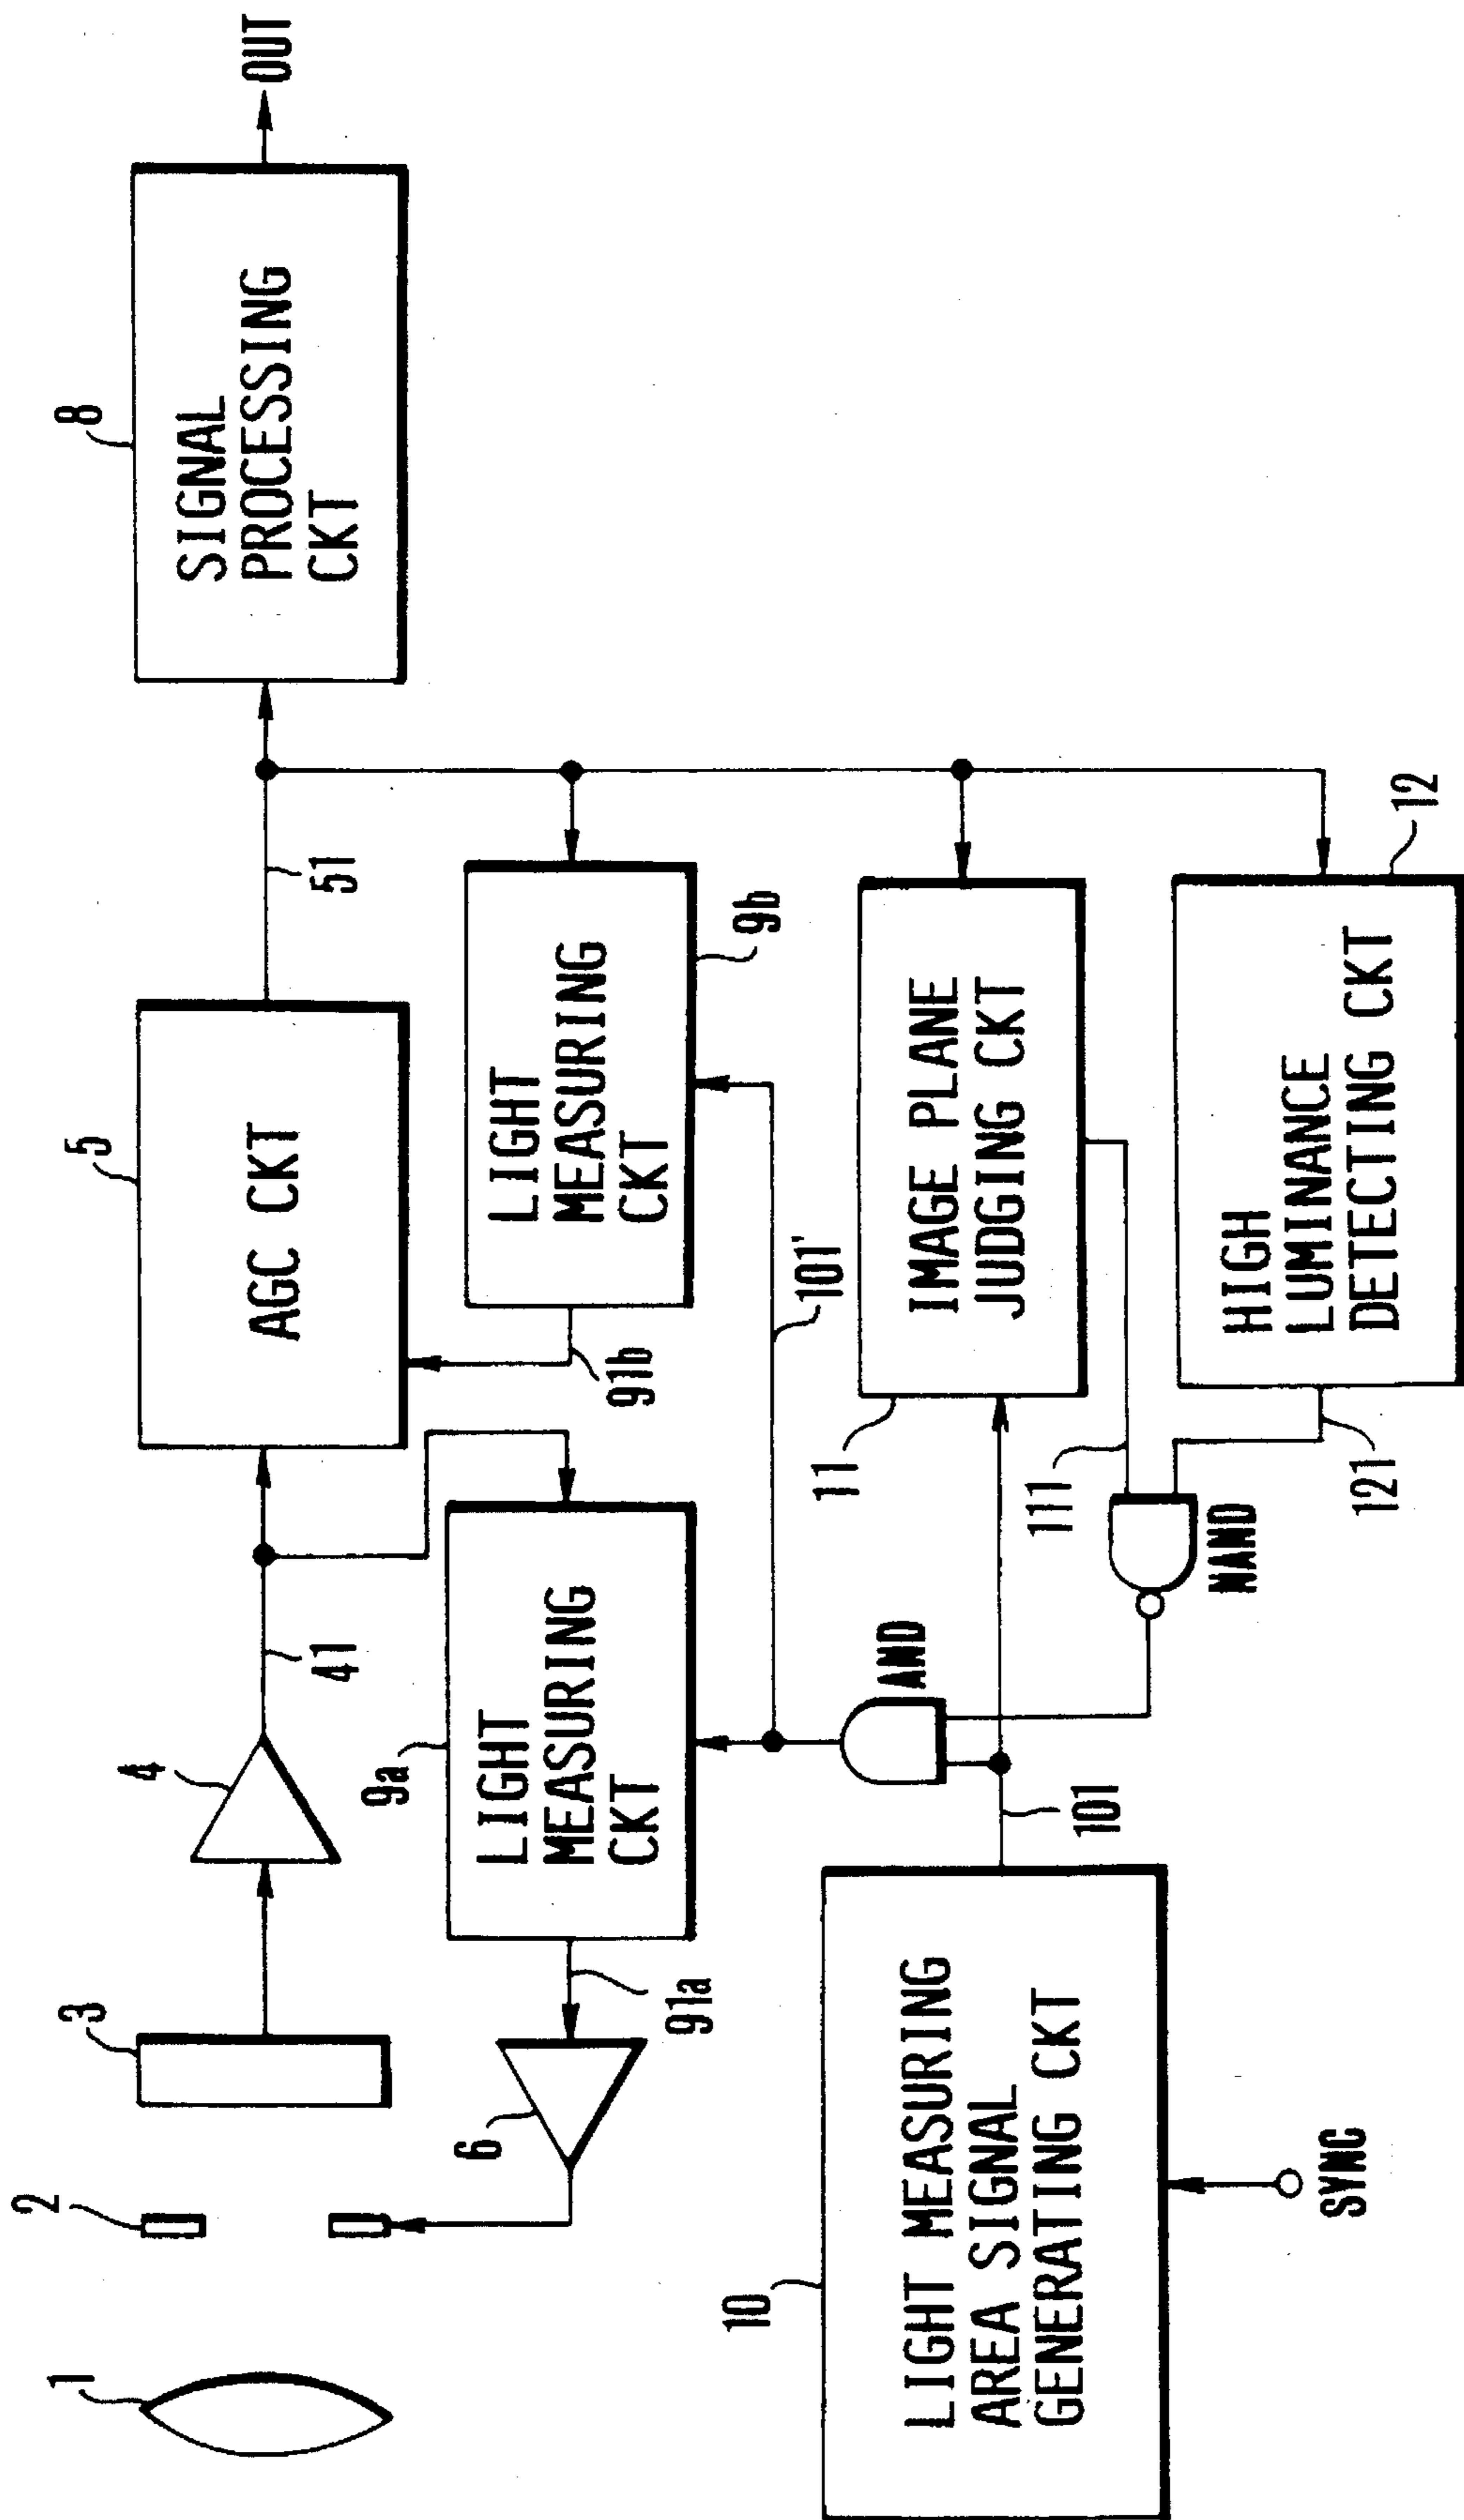 1
2
3
4
41
5
AGC CKT
51
8
SIGNAL
PROCESSING
CKT
OUT
6
91a
9a
LIGHT
MEASURING
CKT
91b
LIGHT
MEASURING
CKT
9b
10
LIGHT MEASURING
AREA SIGNAL
GENERATING CKT
SYNC
101
AND
101'
11
IMAGE PLANE
JUDGING CKT
111
NAND
121
HIGH
LUMINANCE
DETECTING CKT
12